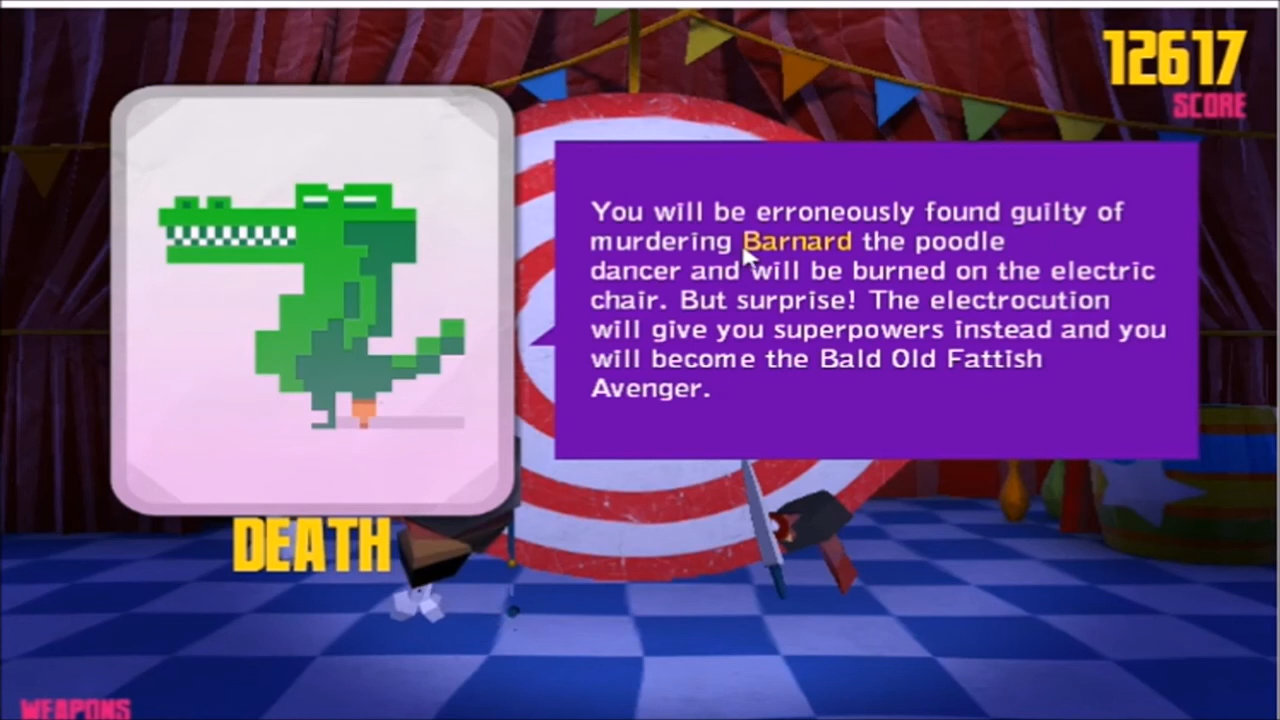 12617
SCORE
You will be erroneously found guilty of
murdering Barnard the poodle
dancer and will be burned on the electric
chair. But surprise! The electrocution
will give you superpowers instead and you
will become the Bald Old Fattish
Avenger.
DEATH
WEAPONS